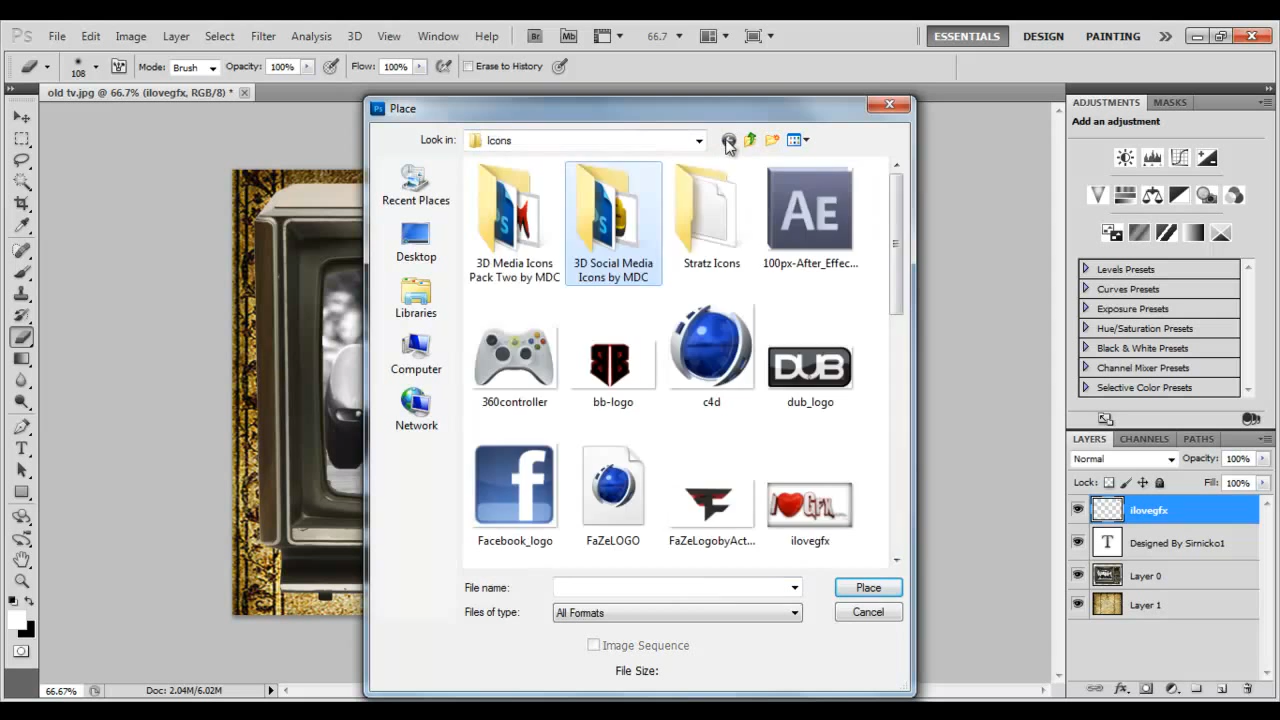 Ps File Edit Image Layer Select Filter Analysis 3D View Window Help Br Mb 66.7 ESSENTIALS DESIGN PAINTING
108 Mode: Brush Opacity: 100% Flow: 100% Erase to History
old tv.jpg @ 66.7% (ilovegfx, RGB/8) *
Ps Place
Look in: Icons
Recent Places
Desktop
Libraries
Computer
Network
3D Media Icons
Pack Two by MDC
3D Social Media
Icons by MDC
Stratz Icons
AE
100px-After_Effec...
360controller
BB
bb-logo
c4d
DUB
dub_logo
f
Facebook_logo
FaZeLOGO
FaZeLogobyAct...
I Gfx...
ilovegfx
File name: Place
Files of type: All Formats Cancel
Image Sequence
File Size:
ADJUSTMENTS MASKS
Add an adjustment
Levels Presets
Curves Presets
Exposure Presets
Hue/Saturation Presets
Black & White Presets
Channel Mixer Presets
Selective Color Presets
LAYERS CHANNELS PATHS
Normal Opacity: 100%
Lock: Fill: 100%
ilovegfx
T Designed By Sirnicko1
Layer 0
Layer 1
66.67% Doc: 2.04M/6.02M